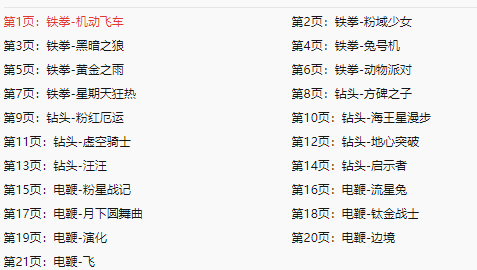 第1页：铁拳-机动飞车
第2页：铁拳-粉域少女
第3页：铁拳-黑暗之狼
第4页：铁拳-兔号机
第5页：铁拳-黄金之雨
第6页：铁拳-动物派对
第7页：铁拳-星期天狂热
第8页：钻头-方碑之子
第9页：钻头-粉红厄运
第10页：钻头-海王星漫步
第11页：钻头-虚空骑士
第12页：钻头-地心突破
第13页：钻头-汪汪
第14页：钻头-启示者
第15页：电鞭-粉星战记
第16页：电鞭-流星兔
第17页：电鞭-月下圆舞曲
第18页：电鞭-钛金战士
第19页：电鞭-演化
第20页：电鞭-边境
第21页：电鞭-飞